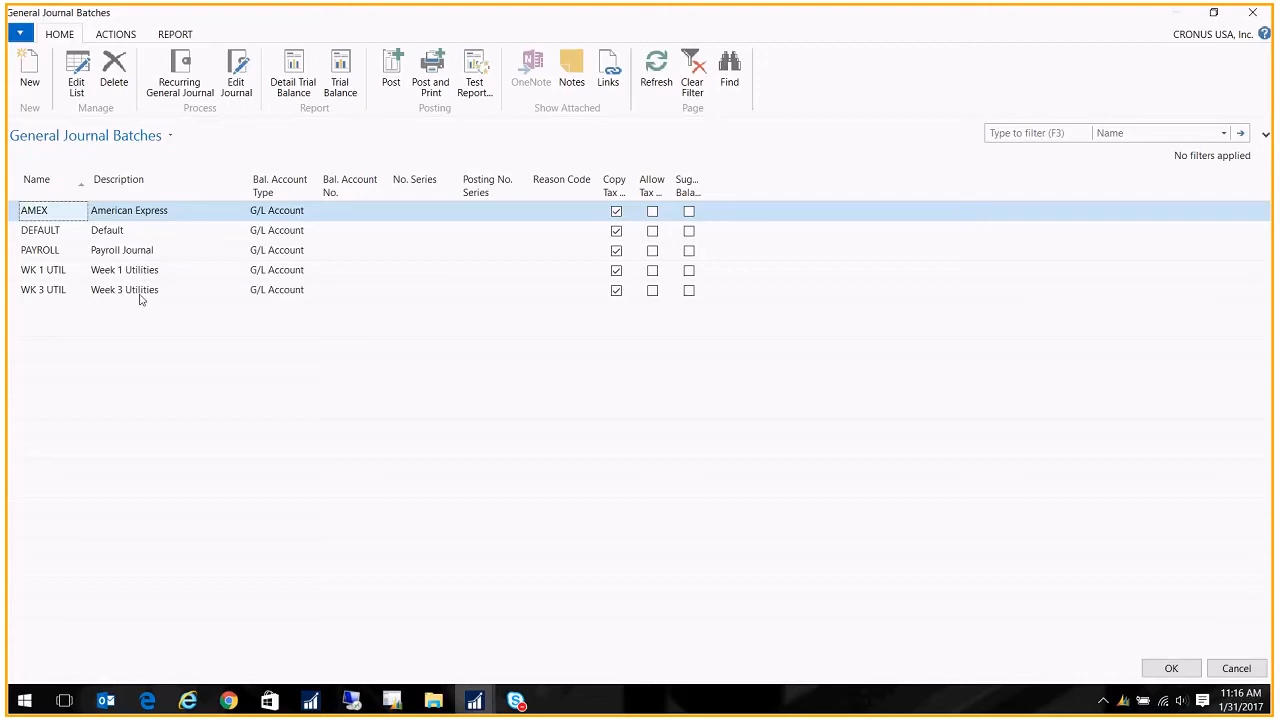 General Journal Batches
HOME ACTIONS REPORT CRONUS USA, Inc.
New
Edit List
Delete
Recurring General Journal
Edit Journal
Detail Trial Balance
Trial Balance
Post
Post and Print
Test Report...
OneNote
Notes
Links
Refresh
Clear Filter
Find
New Manage Process Report Posting Show Attached Page
General Journal Batches Type to filter (F3) Name
No filters applied
Name Description Bal. Account Type Bal. Account No. No. Series Posting No. Series Reason Code Copy Tax ... Allow Tax ... Sug... Bala...
AMEX American Express G/L Account
DEFAULT Default G/L Account
PAYROLL Payroll Journal G/L Account
WK 1 UTIL Week 1 Utilities G/L Account
WK 3 UTIL Week 3 Utilities G/L Account
OK Cancel
11:16 AM
1/31/2017